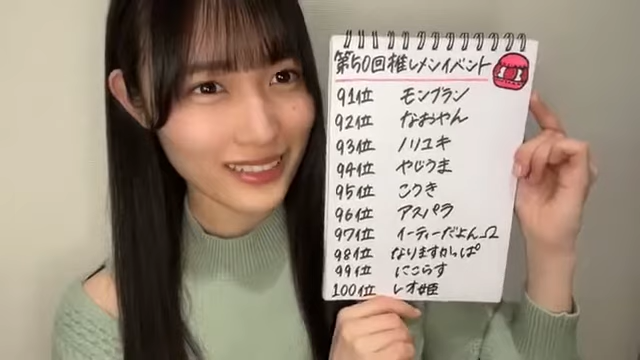 第50回推しメンイベント
91位 モンブラン
92位 なおやん
93位 ノリユキ
94位 やじうま
95位 こうき
96位 アスパラ
97位 イーティーだよんΩ
98位 なりますかっぱ
99位 にこらす
100位 レオ姫